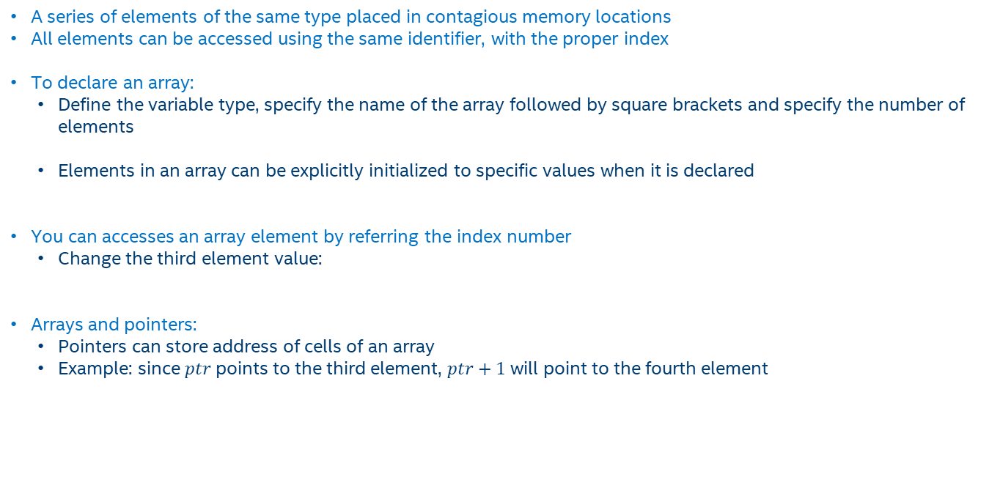 • A series of elements of the same type placed in contagious memory locations
• All elements can be accessed using the same identifier, with the proper index
• To declare an array:
• Define the variable type, specify the name of the array followed by square brackets and specify the number of
elements
• Elements in an array can be explicitly initialized to specific values when it is declared
• You can accesses an array element by referring the index number
• Change the third element value:
• Arrays and pointers:
• Pointers can store address of cells of an array
• Example: since ptr points to the third element, ptr + 1 will point to the fourth element